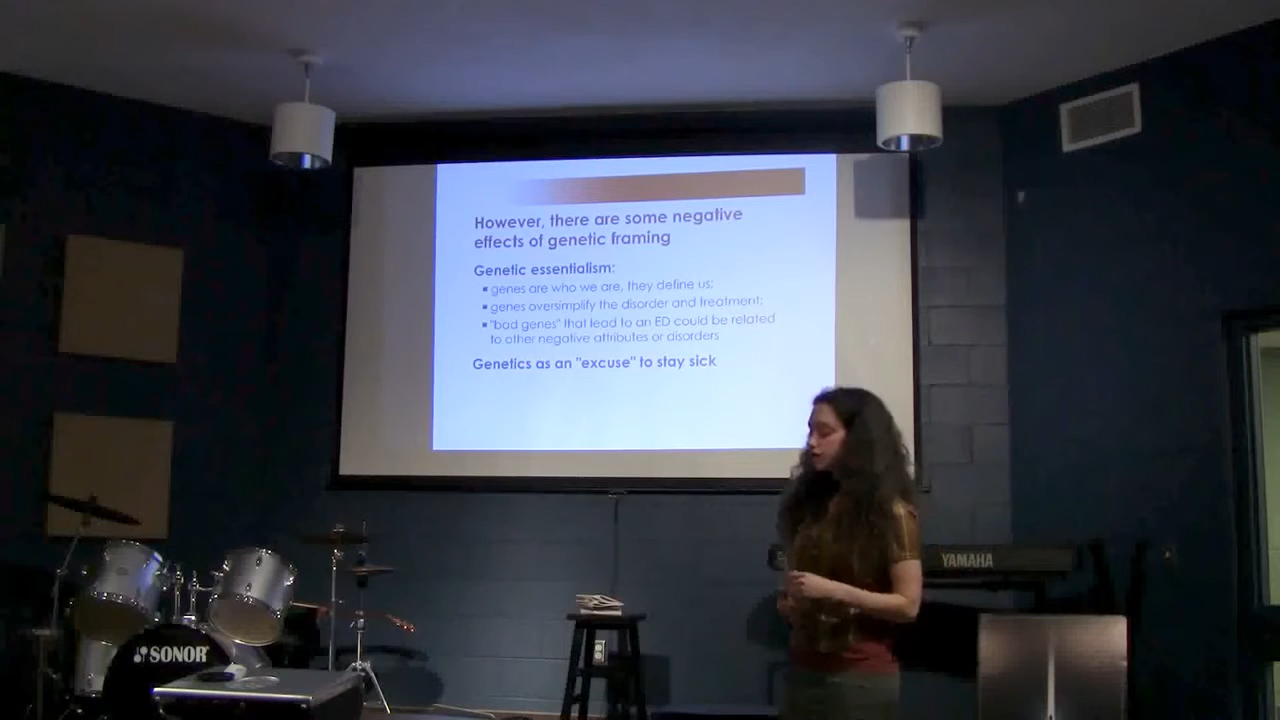 However, there are some negative
effects of genetic framing
Genetic essentialism:
▪ genes are who we are, they define us;
▪ genes oversimplify the disorder and treatment;
▪ "bad genes" that lead to an ED could be related
to other negative attributes or disorders
Genetics as an "excuse" to stay sick
YAMAHA
SONOR